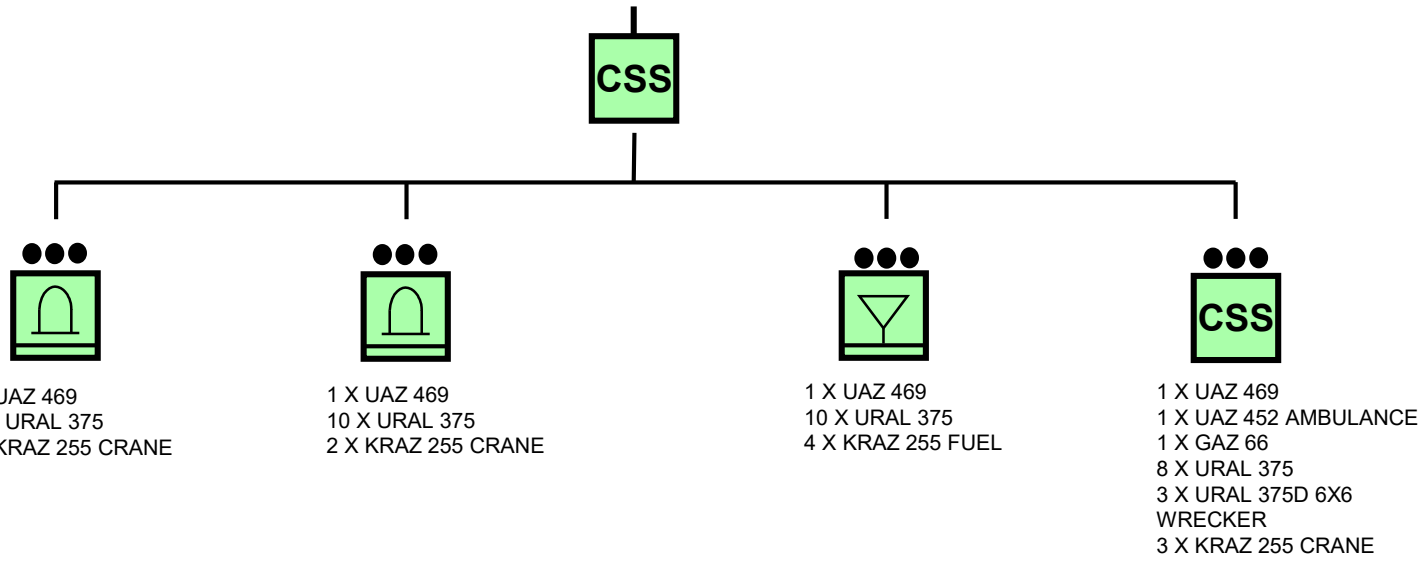 CSS
CSS
UAZ 469
URAL 375
KRAZ 255 CRANE
1 X UAZ 469
10 X URAL 375
2 X KRAZ 255 CRANE
1 X UAZ 469
10 X URAL 375
4 X KRAZ 255 FUEL
1 X UAZ 469
1 X UAZ 452 AMBULANCE
1 X GAZ 66
8 X URAL 375
3 X URAL 375D 6X6
WRECKER
3 X KRAZ 255 CRANE